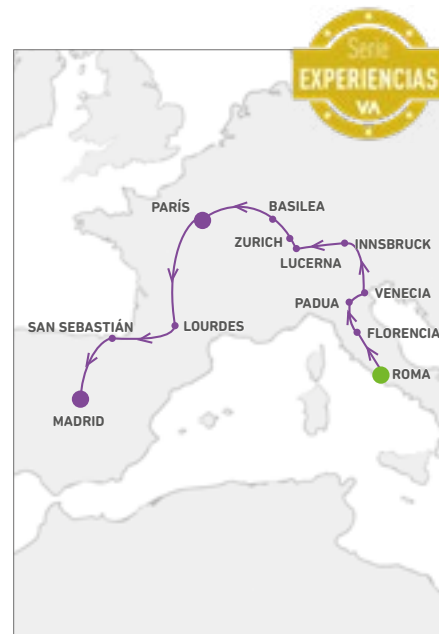 Serie
EXPERIENCIAS
VA
PARÍS
BASILEA
ZURICH
INNSBRUCK
LUCERNA
VENECIA
PADUA
SAN SEBASTIÁN
LOURDES
FLORENCIA
ROMA
MADRID